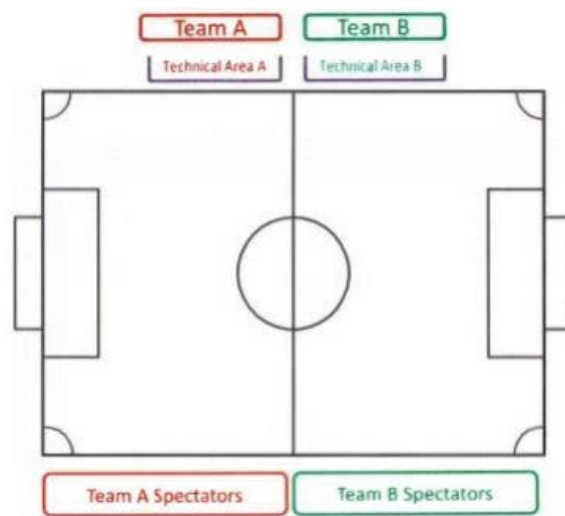 Team A
Team B
Technical Area A
Technical Area B
Team A Spectators
Team B Spectators